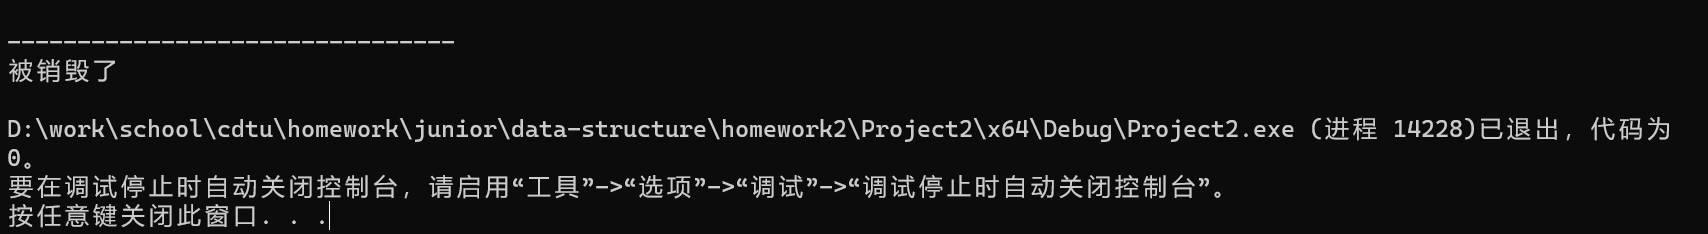 --------------------------------
被销毁了
D:\work\school\cdtu\homework\junior\data-structure\homework2\Project2\x64\Debug\Project2.exe (进程 14228)已退出，代码为
0。
要在调试停止时自动关闭控制台，请启用“工具”->“选项”->“调试”->“调试停止时自动关闭控制台”。
按任意键关闭此窗口. . .